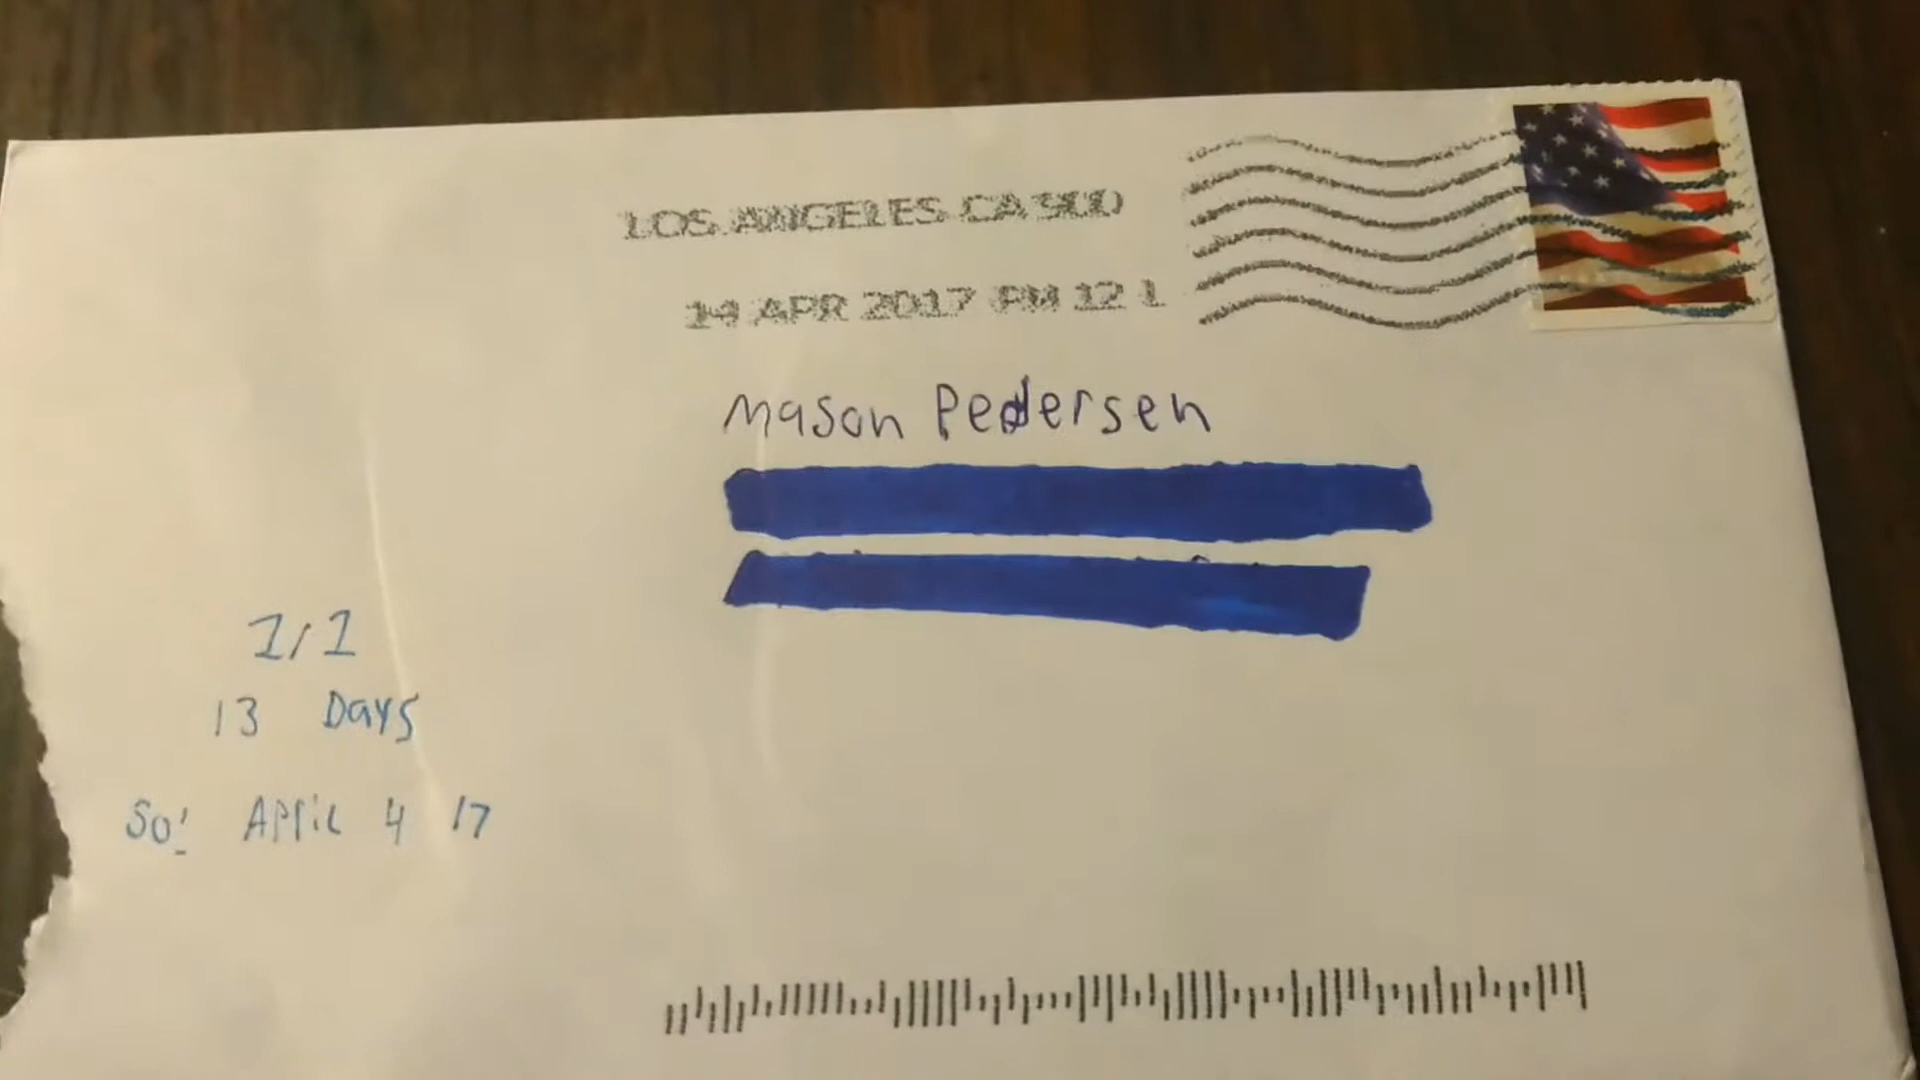 LOS ANGELES CA 900
14 APR 2017 PM 12 L
Mason Pedersen
1/1
13 Days
So: April 4 17